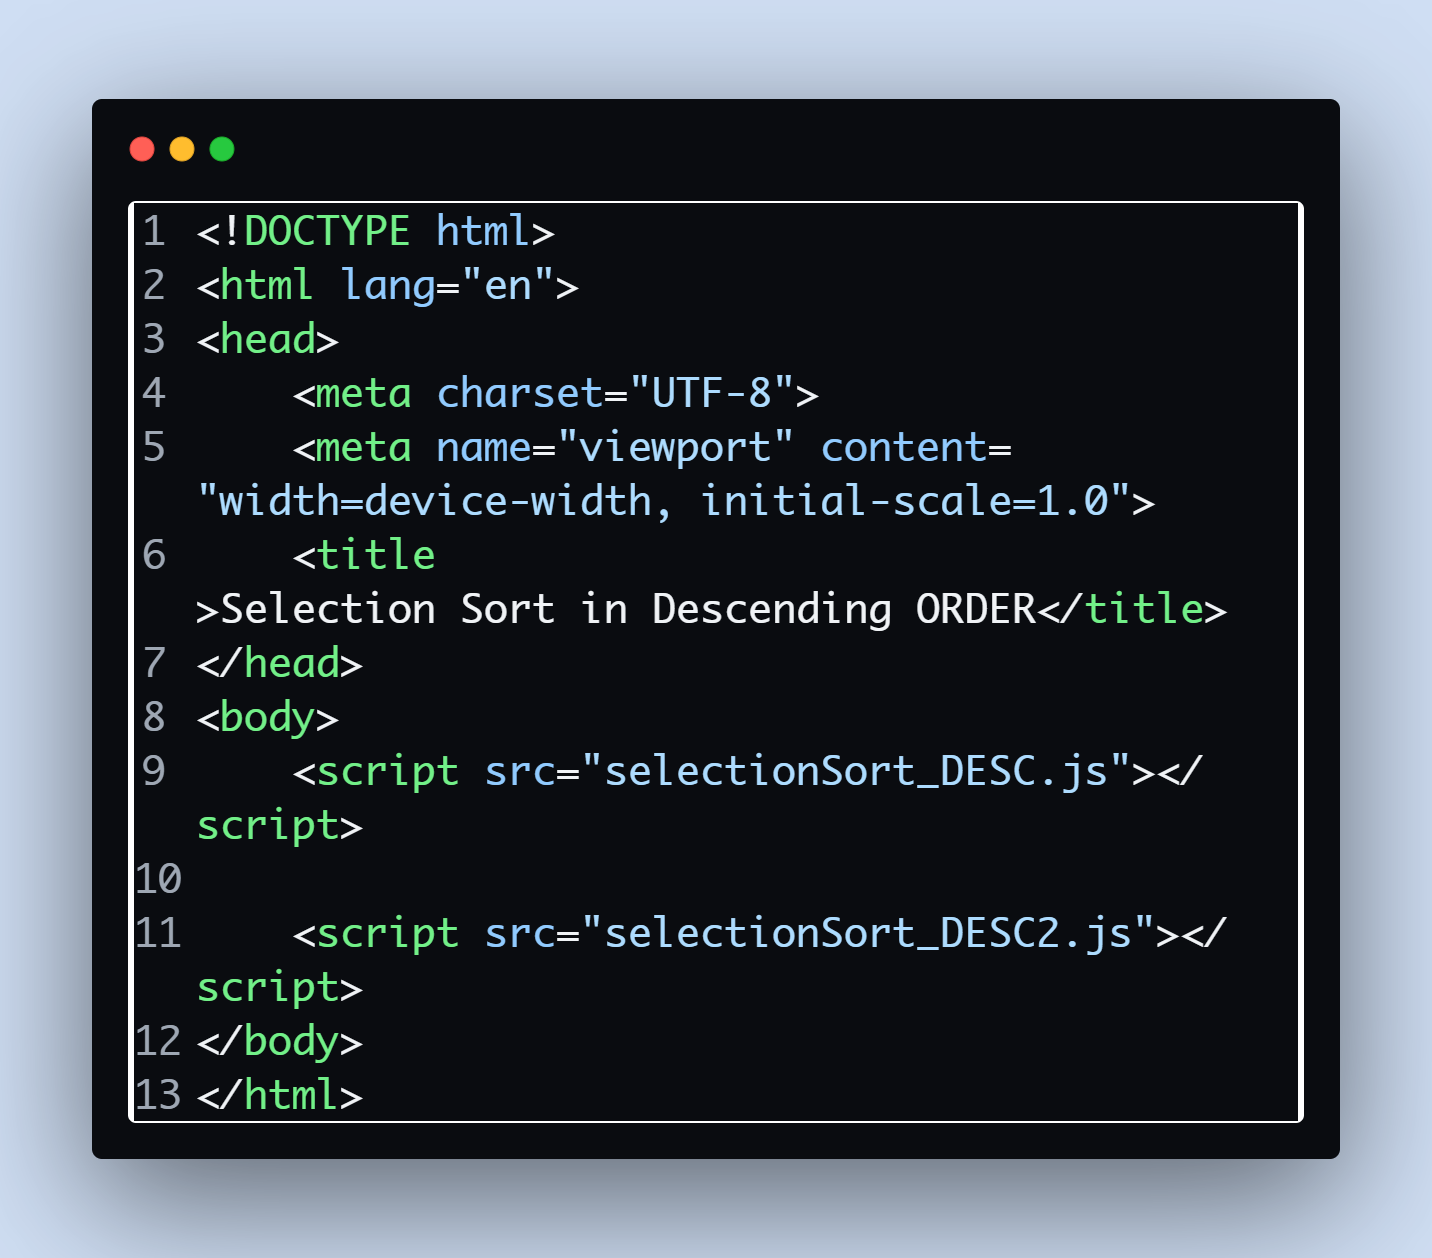 1 <!DOCTYPE html>
2 <html lang="en">
3 <head>
4     <meta charset="UTF-8">
5     <meta name="viewport" content=
"width=device-width, initial-scale=1.0">
6     <title
>Selection Sort in Descending ORDER</title>
7 </head>
8 <body>
9     <script src="selectionSort_DESC.js"></
script>
10
11     <script src="selectionSort_DESC2.js"></
script>
12 </body>
13 </html>